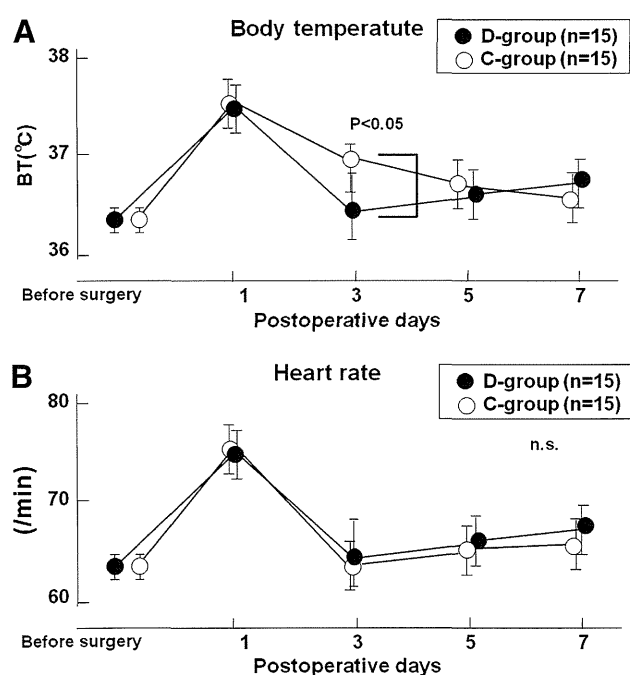 A
Body temperatute
D-group (n=15)
C-group (n=15)
38
37
36
BT(°C)
P<0.05
Before surgery 1 3 5 7
Postoperative days
B
Heart rate
D-group (n=15)
C-group (n=15)
n.s.
80
70
60
(/min)
Before surgery 1 3 5 7
Postoperative days